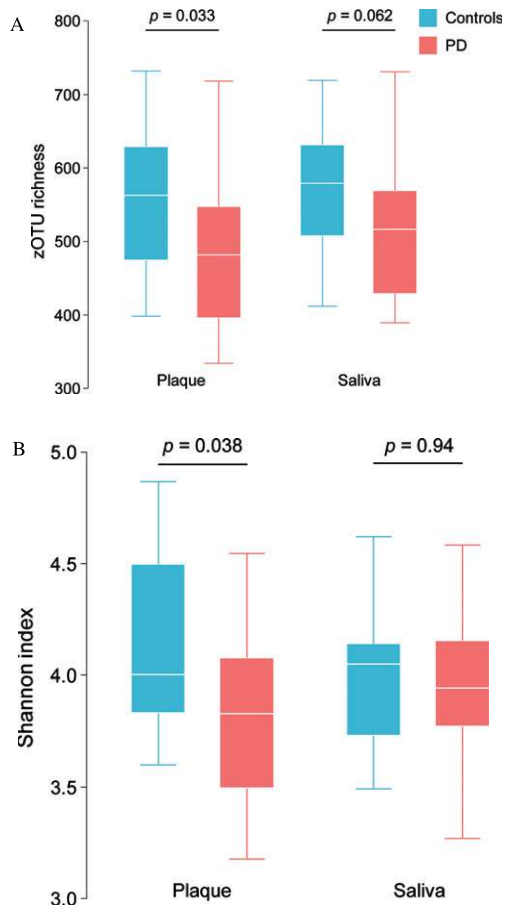 A
800
p = 0.033
p = 0.062
Controls
PD
700
600
500
400
300
zOTU richness
Plaque
Saliva
B
5.0
p = 0.038
p = 0.94
4.5
4.0
3.5
3.0
Shannon index
Plaque
Saliva